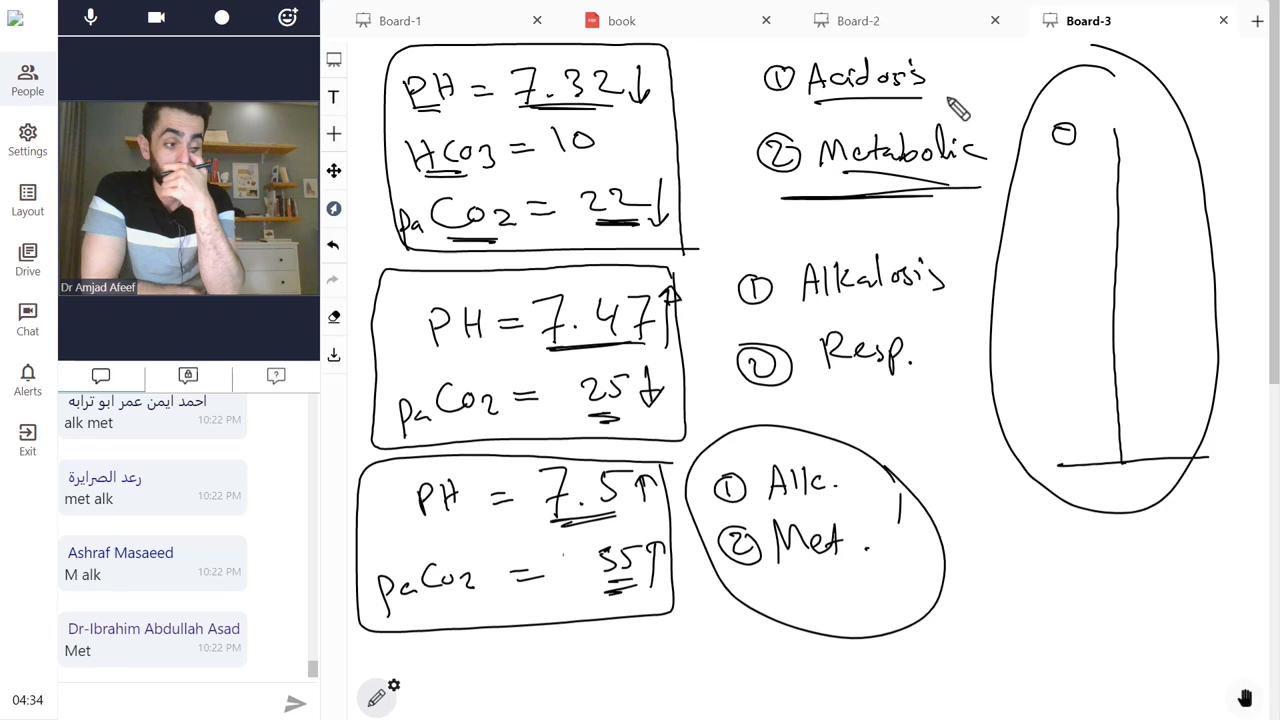 Board-1
book
Board-2
Board-3
People
Settings
Layout
Drive
Chat
Alerts
Exit
04:34
Dr Amjad Afeef
احمد ايمن عمر ابو ترابه
alk met
10:22 PM
رعد الصرايرة
met alk
10:22 PM
Ashraf Masaeed
M alk
10:22 PM
Dr-Ibrahim Abdullah Asad
Met
10:22 PM
PH = 7.32 ↓
HCO3 = 10
paCO2 = 22 ↓
① Acidosis
② Metabolic
PH = 7.47 ↑
paCO2 = 25 ↓
① Alkalosis
② Resp.
PH = 7.5 ↑
paCO2 = 55 ↑
① Alk.
② Met.